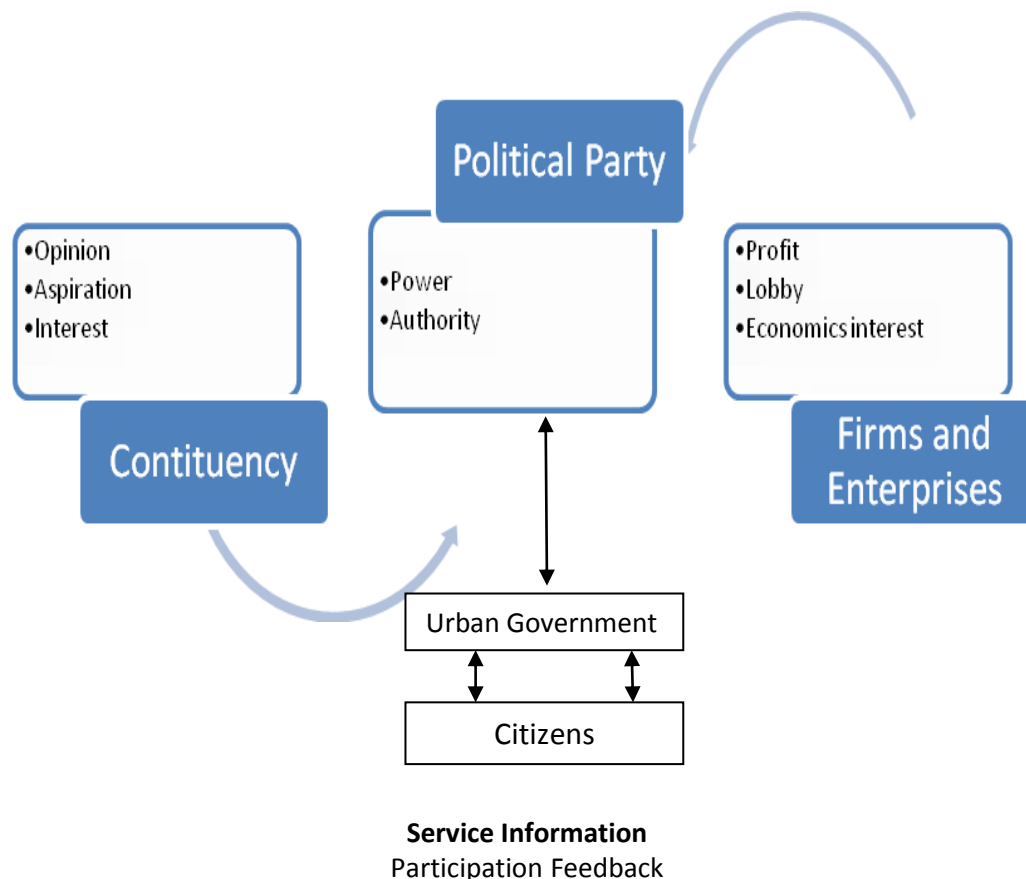 Political Party
•Opinion
•Aspiration
•Interest
•Power
•Authority
•Profit
•Lobby
•Economics interest
Contituency
Firms and
Enterprises
Urban Government
Citizens
Service Information
Participation Feedback